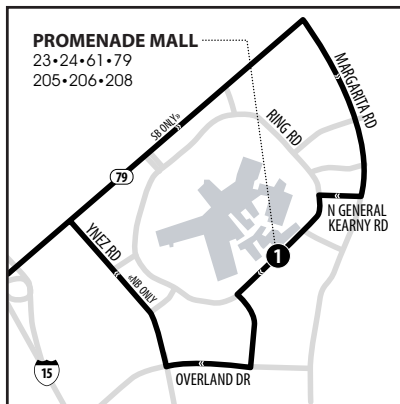 PROMENADE MALL
23•24•61•79
205•206•208
SB ONLY»
79
MARGARITA RD
RING RD
N GENERAL
KEARNY RD
1
YNEZ RD
«NB ONLY
15
OVERLAND DR